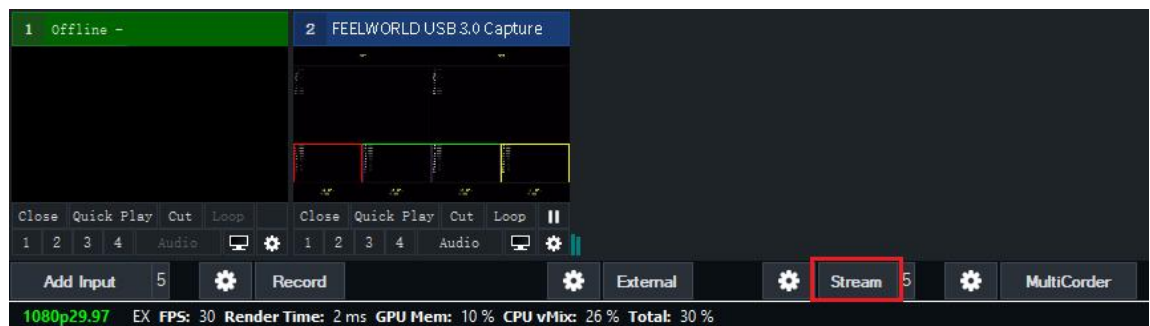 1 Offline -
2 FEELWORLD USB 3.0 Capture
Close Quick Play Cut Loop
Close Quick Play Cut Loop
1 2 3 4 Audio
1 2 3 4 Audio
Add Input 5 Record External Stream 5 MultiCorder
1080p29.97 EX FPS: 30 Render Time: 2 ms GPU Mem: 10 % CPU vMix: 26 % Total: 30 %